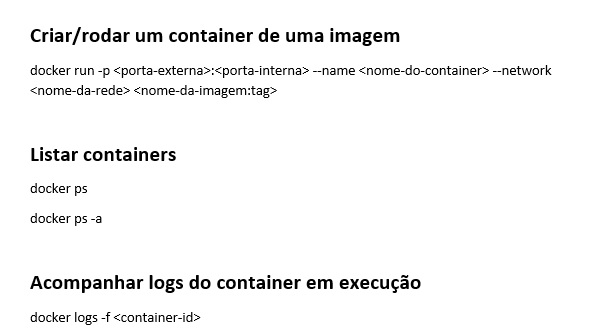 Criar/rodar um container de uma imagem
docker run -p <porta-externa>:<porta-interna> --name <nome-do-container> --network
<nome-da-rede> <nome-da-imagem:tag>
Listar containers
docker ps
docker ps -a
Acompanhar logs do container em execução
docker logs -f <container-id>